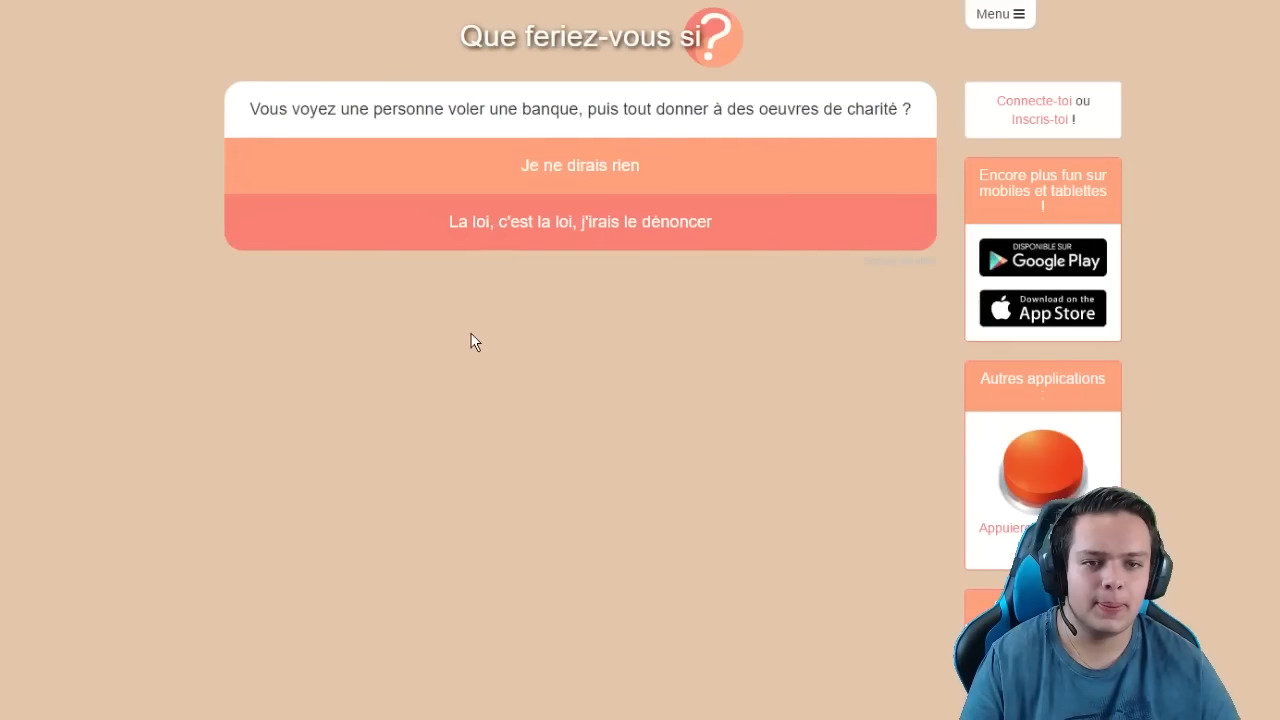 Que feriez-vous si?
Menu
Vous voyez une personne voler une banque, puis tout donner à des oeuvres de charité ?
Je ne dirais rien
La loi, c'est la loi, j'irais le dénoncer
Connecte-toi ou
Inscris-toi !
Encore plus fun sur
mobiles et tablettes
!
DISPONIBLE SUR
Google Play
Download on the
App Store
Autres applications
: